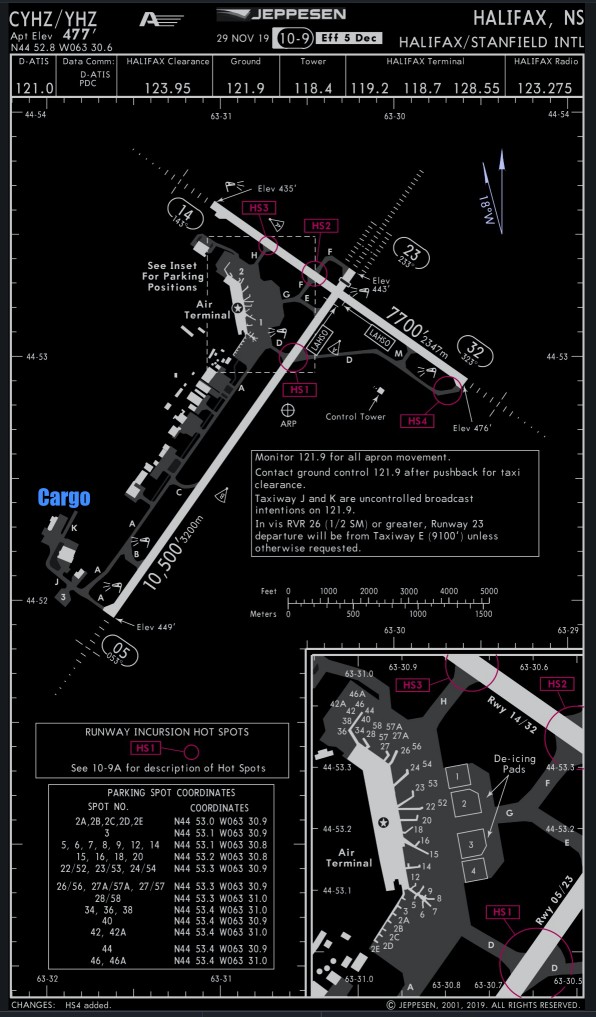 CYHZ/YHZ
Apt Elev 477'
N44 52.8 W063 30.6
JEPPESEN
29 NOV 19 10-9 Eff 5 Dec
HALIFAX, NS
HALIFAX/STANFIELD INTL
D-ATIS
121.0
Data Comm:
D-ATIS
PDC
HALIFAX Clearance
123.95
Ground
121.9
Tower
118.4
HALIFAX Terminal
119.2 118.7 128.55
HALIFAX Radio
123.275
44-54
63-31
63-30
44-54
Elev 435'
HS3
14
143°
HS2
18°W
23
233°
H
F
F
E
G
2
See Inset
For Parking
Positions
Elev
443'
Air
Terminal
1
7700' 2347m
LAHSO
LAHSO
A
A
32
323°
44-53
44-53
D
D
M
HS1
A
HS4
ARP
Control Tower
Elev 476'
Monitor 121.9 for all apron movement.
Contact ground control 121.9 after pushback for taxi
clearance.
Taxiway J and K are uncontrolled broadcast
intentions on 121.9.
In vis RVR 26 (1/2 SM) or greater, Runway 23
departure will be from Taxiway E (9100') unless
otherwise requested.
C
Cargo
K
A
B
10,500' 3200m
J
A
3
A
44-52
44-52
Elev 449'
05
053°
Feet 0 1000 2000 3000 4000 5000
Meters 0 500 1000 1500
63-30
63-29
RUNWAY INCURSION HOT SPOTS
HS1
See 10-9A for description of Hot Spots
PARKING SPOT COORDINATES
SPOT NO. COORDINATES
2A,2B,2C,2D,2E N44 53.0 W063 30.9
3 N44 53.1 W063 30.9
5, 6, 7, 8, 9, 12, 14 N44 53.1 W063 30.8
15, 16, 18, 20 N44 53.2 W063 30.8
22/52, 23/53, 24/54 N44 53.3 W063 30.9
26/56, 27A/57A, 27/57 N44 53.3 W063 30.9
28/58 N44 53.3 W063 31.0
34, 36, 38 N44 53.4 W063 31.0
40 N44 53.4 W063 30.9
42, 42A N44 53.4 W063 31.0
44 N44 53.4 W063 30.9
46, 46A N44 53.4 W063 31.0
63-32
63-31
63-31.0
63-30.9
63-30.6
HS3
HS2
H
Rwy 14/32
46A
42A 46
42 44
38 40
36 34
58 57A
28 57 27A
27
26 56
24 54
23 53
22 52
20
18
16
15
14
12
9
8
7
6
5
3
2A
2B
2C
2D
2E
44-53.3
44-53.3
De-icing
Pads
1
2
3
4
F
G
44-53.2
44-53.2
E
Air
Terminal
44-53.1
HS1
Rwy 05/23
D
D
A
63-31.0
63-30.8
63-30.7
63-30.5
CHANGES: HS4 added.
© JEPPESEN, 2001, 2019. ALL RIGHTS RESERVED.